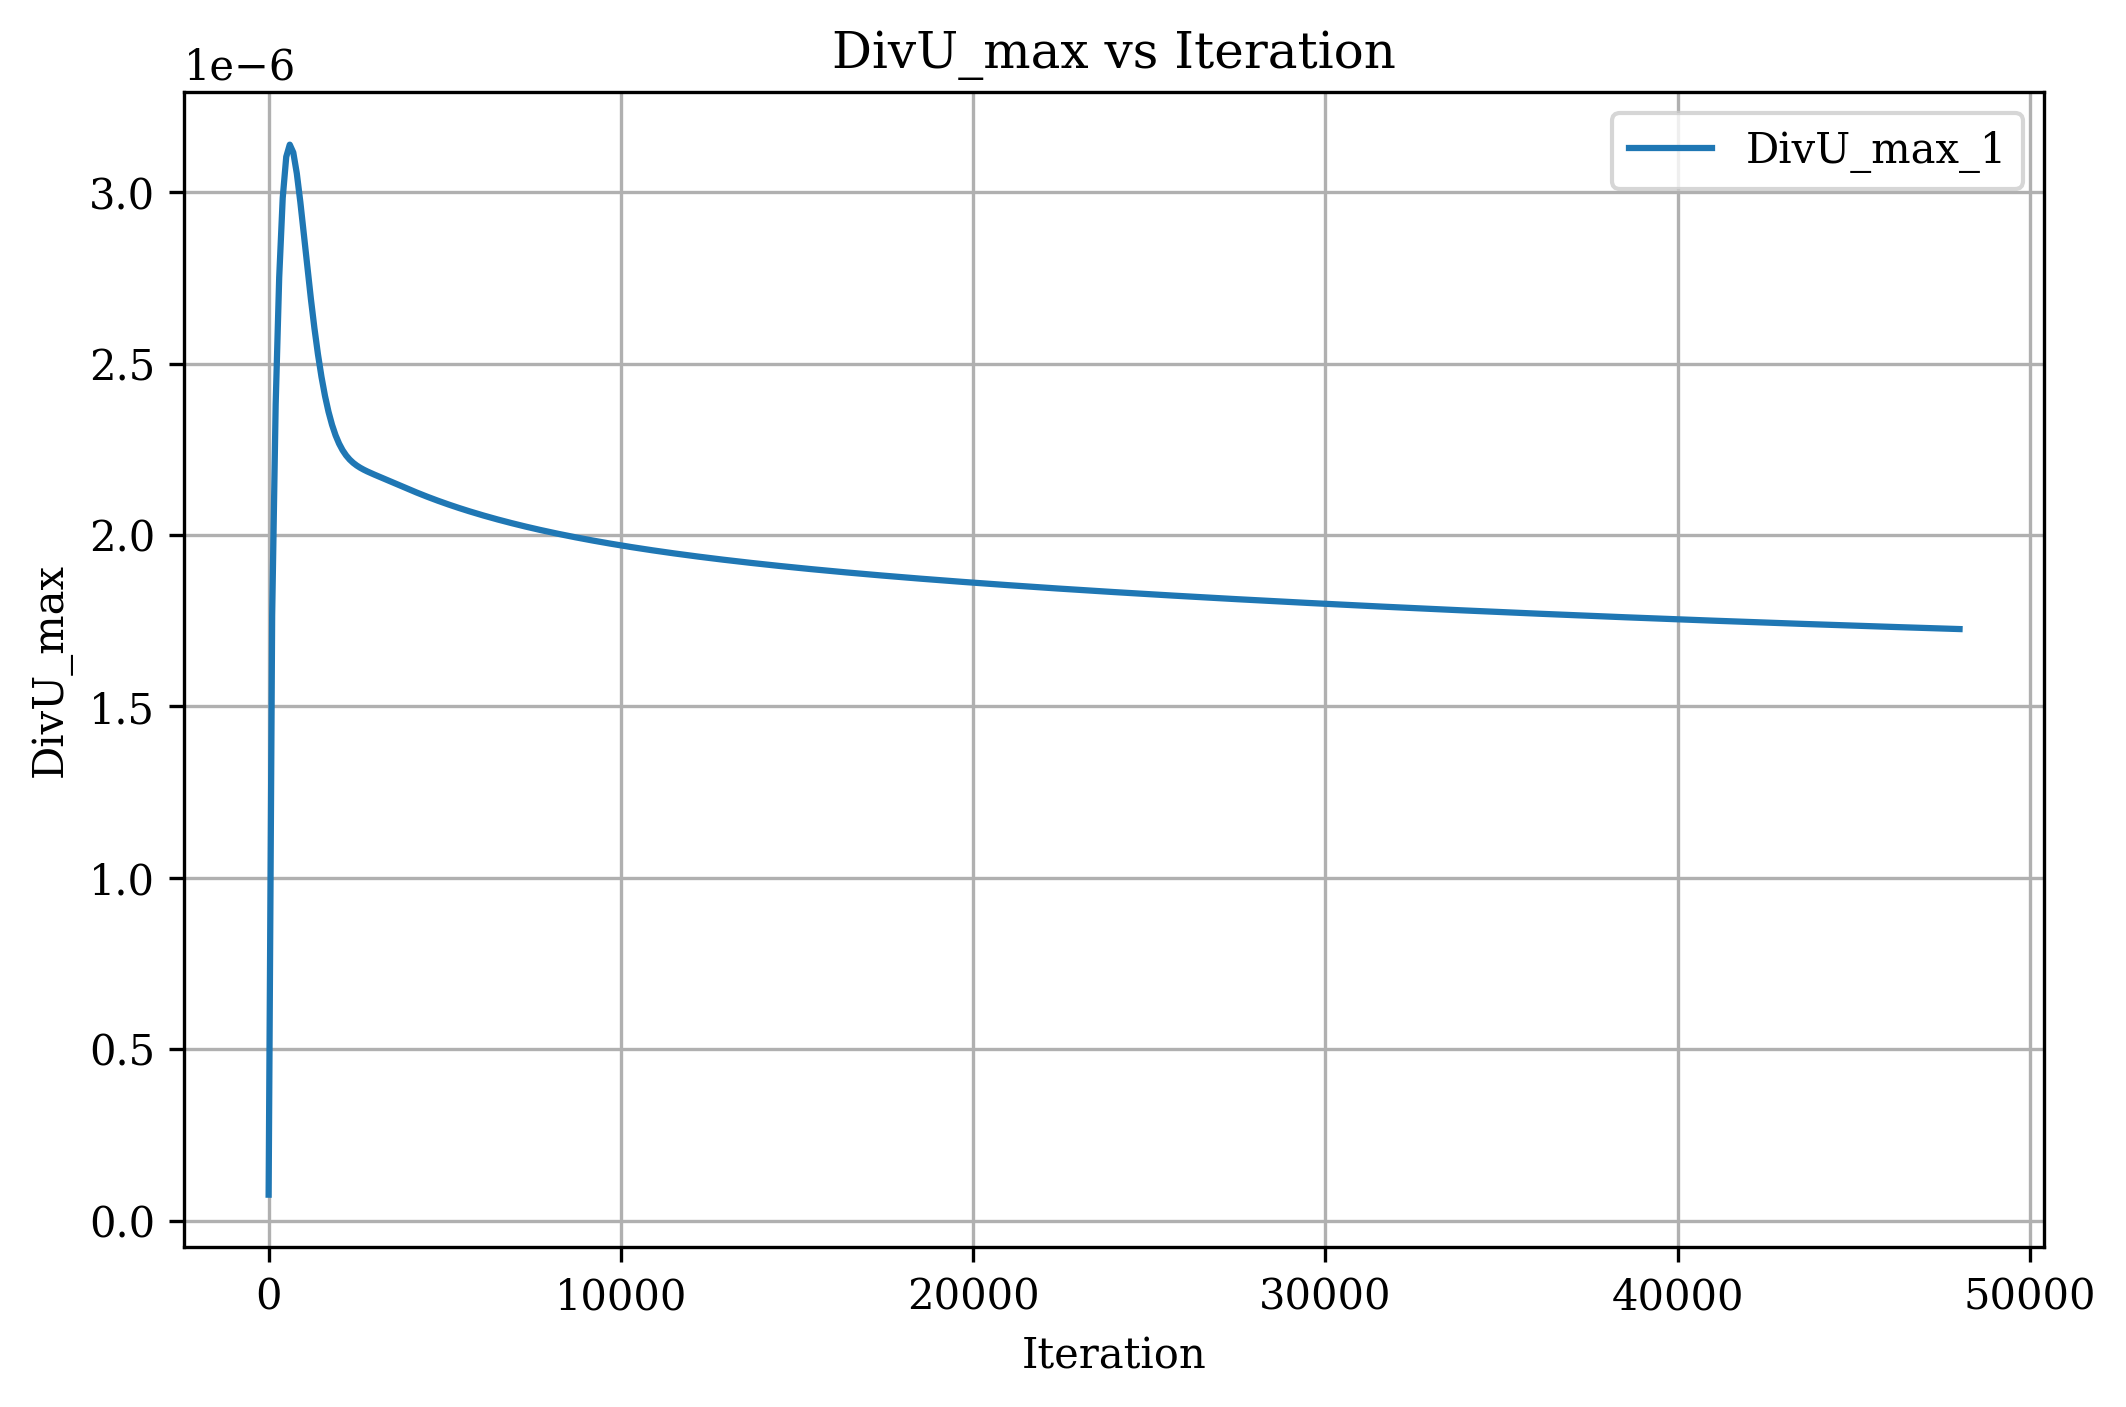 DivU_max vs Iteration
1e−6
DivU_max_1
3.0
2.5
2.0
1.5
1.0
0.5
0.0
DivU_max
0 10000 20000 30000 40000 50000
Iteration